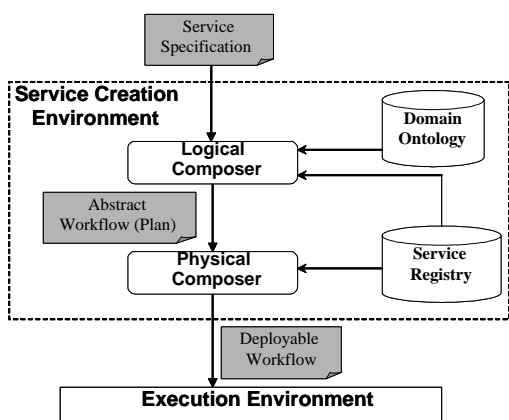 Service
Specification
Service Creation
Environment
Domain
Ontology
Logical
Composer
Abstract
Workflow (Plan)
Service
Registry
Physical
Composer
Deployable
Workflow
Execution Environment